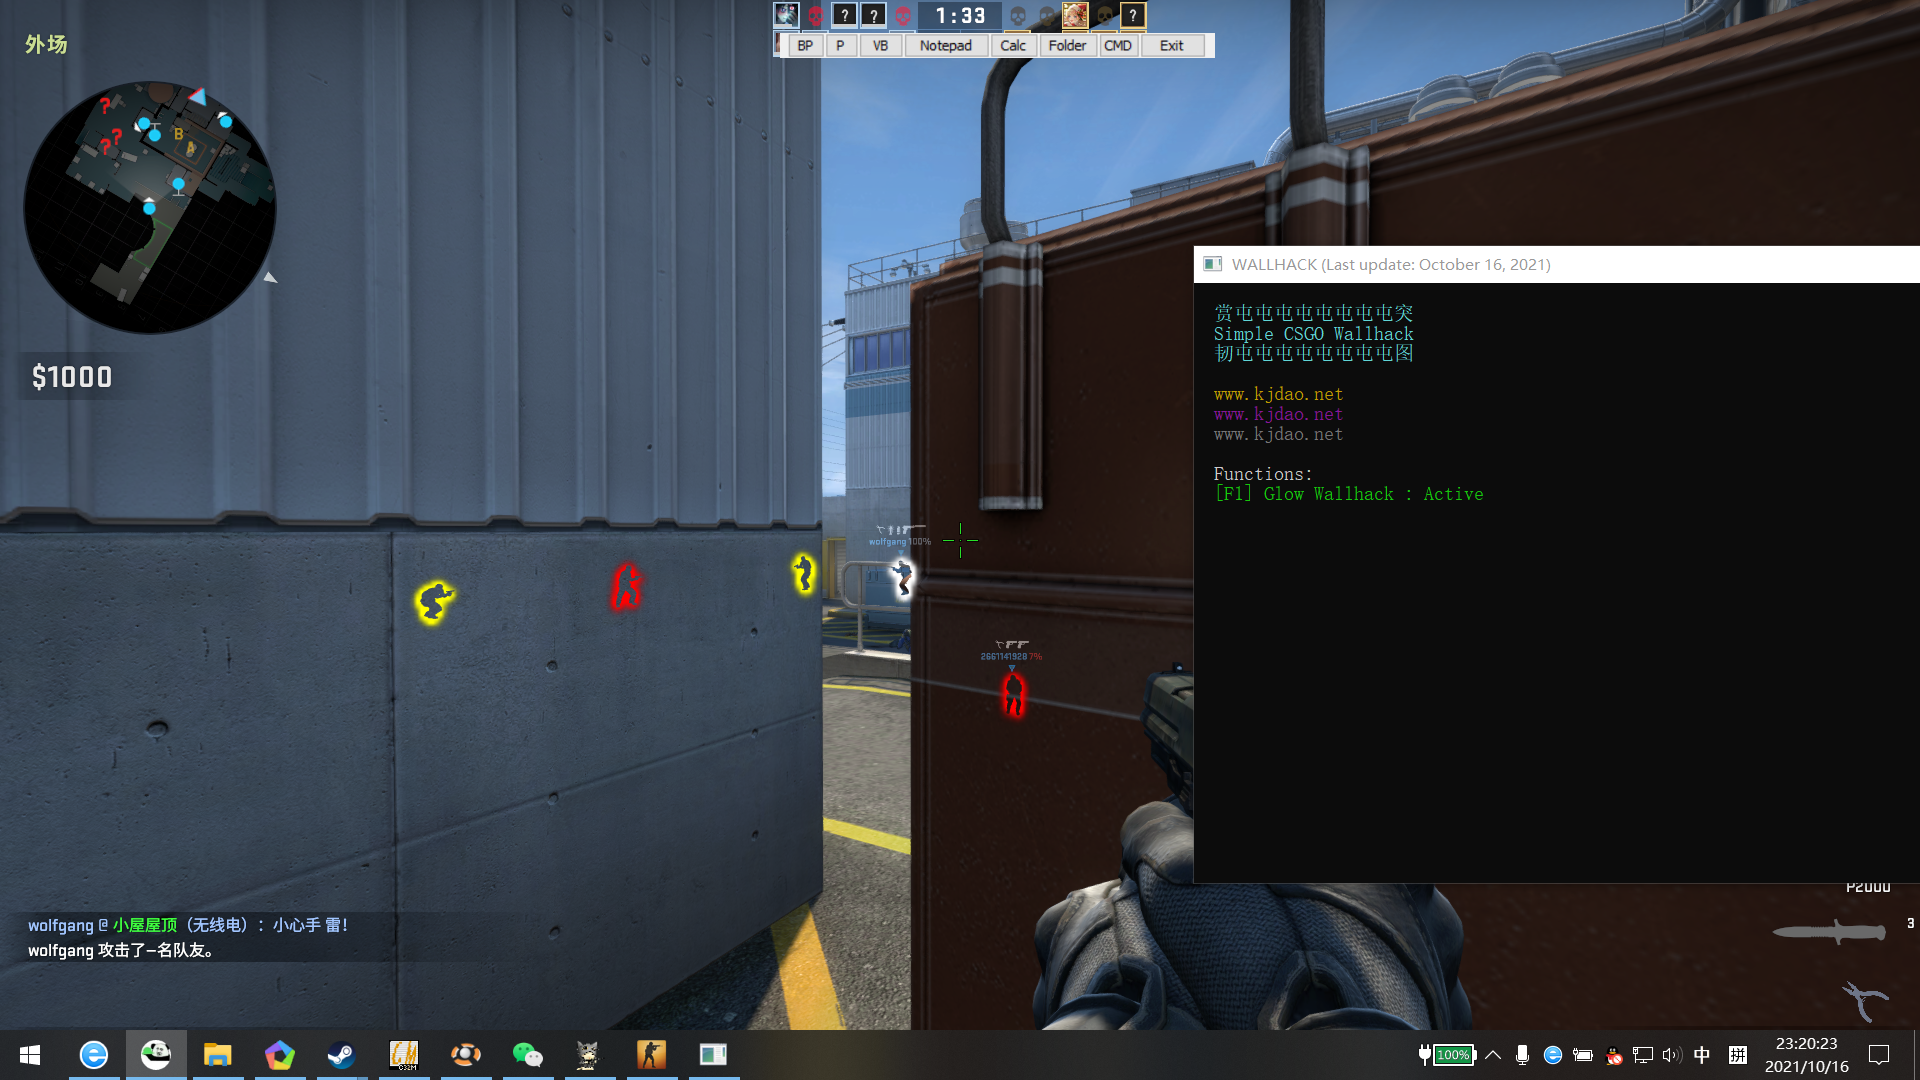 外场
1:33
? ? ?
BP P VB Notepad Calc Folder CMD Exit
? ? ? B
$1000
WALLHACK (Last update: October 16, 2021)
赏屯屯屯屯屯屯屯屯突
Simple CSGO Wallhack
韧屯屯屯屯屯屯屯屯图
www.kjdao.net
www.kjdao.net
www.kjdao.net
Functions:
[F1] Glow Wallhack : Active
wolfgang 100%
2661141928 7%
P2000
3
wolfgang @ 小屋屋顶（无线电）：小心手雷！
wolfgang 攻击了一名队友。
100%
中
拼
23:20:23
2021/10/16